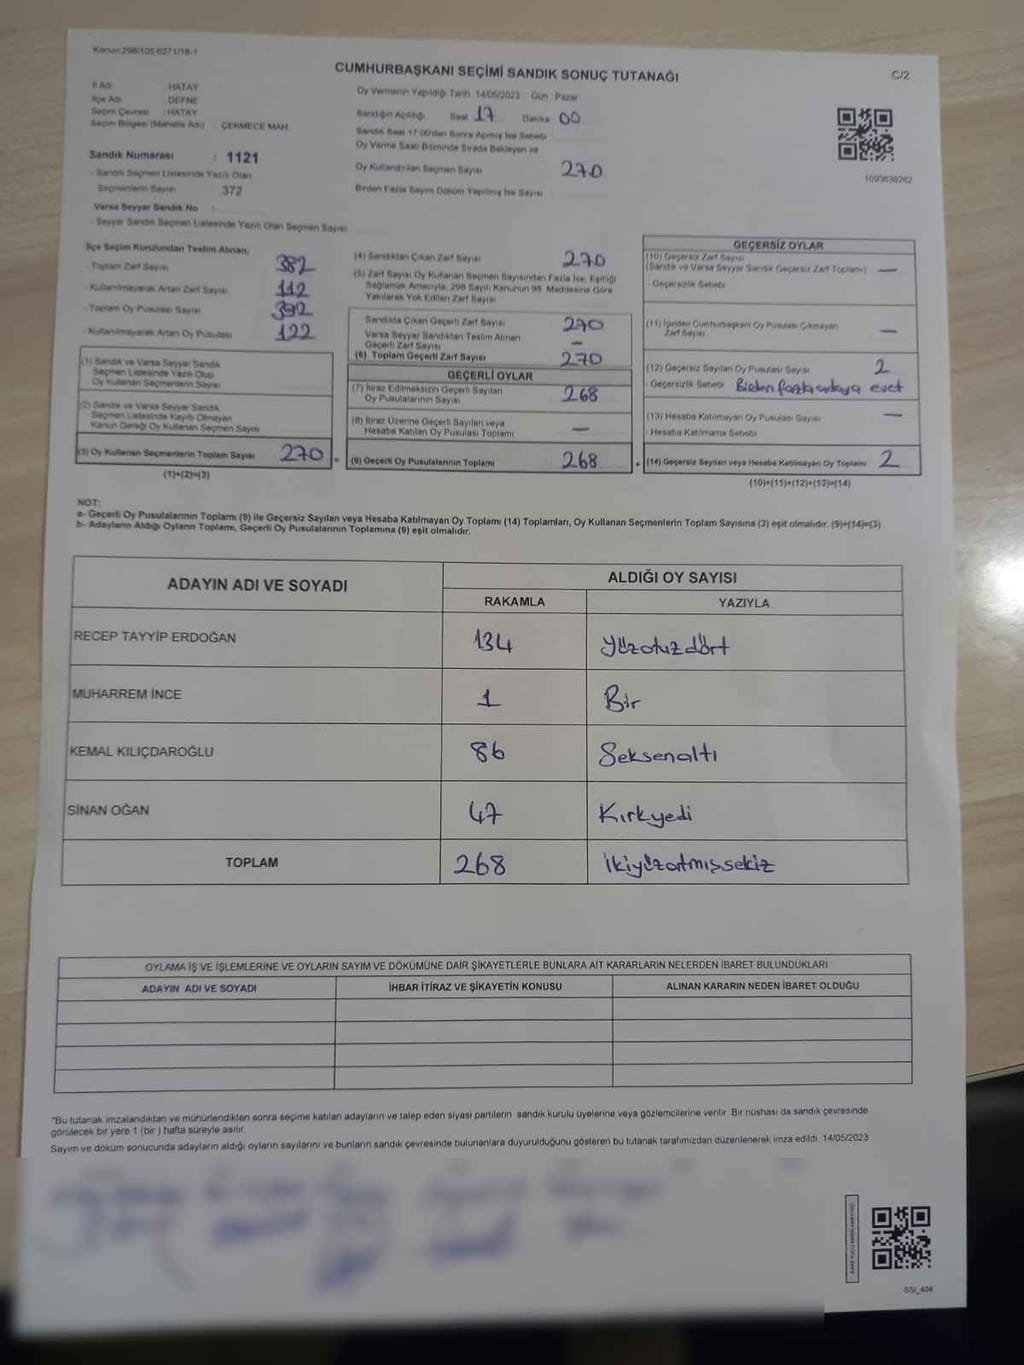 Kanun:298/105-6271/18-1
CUMHURBAŞKANI SEÇİMİ SANDIK SONUÇ TUTANAĞI
C/2
İl Adı HATAY
İlçe Adı DEFNE
Seçim Çevresi : HATAY
Seçim Bölgesi (Mahalle Adı) ÇEKMECE MAH.
Sandık Numarası : 1121
- Sandık Seçmen Listesinde Yazılı Olan
Seçmenlerin Sayısı 372
Varsa Seyyar Sandık No :
- Seyyar Sandık Seçmen Listesinde Yazılı Olan Seçmen Sayısı
Oy Vermenin Yapıldığı Tarih 14/05/2023 Gün Pazar
Sandığın Açıldığı Saat 17 Dakika 00
Sandık Saat 17:00'den Sonra Açılmış İse Sebebi
Oy Verme Saati Bitiminde Sırada Bekleyen ve
Oy Kullandırılan Seçmen Sayısı 270
Birden Fazla Sayım Döküm Yapılmış İse Sayısı
1093638262
İlçe Seçim Kurulundan Teslim Alınan;
- Toplam Zarf Sayısı 382
- Kullanılmayarak Artan Zarf Sayısı 112
- Toplam Oy Pusulası Sayısı 392
- Kullanılmayarak Artan Oy Pusulası 122
(1) Sandık ve Varsa Seyyar Sandık
Seçmen Listesinde Yazılı Olup
Oy Kullanan Seçmenlerin Sayısı
(2) Sandık ve Varsa Seyyar Sandık
Seçmen Listesinde Kayıtlı Olmayan
Kanun Gereği Oy Kullanan Seçmen Sayısı
(3) Oy Kullanan Seçmenlerin Toplam Sayısı 270 =
(1)+(2)=(3)
(4) Sandıktan Çıkan Zarf Sayısı 270
(5) Zarf Sayısı Oy Kullanan Seçmen Sayısından Fazla İse, Eşitliği
Sağlamak Amacıyla, 298 Sayılı Kanunun 98. Maddesine Göre
Yakılarak Yok Edilen Zarf Sayısı
Sandıkta Çıkan Geçerli Zarf Sayısı 270
Varsa Seyyar Sandıktan Teslim Alınan
Geçerli Zarf Sayısı —
(6) Toplam Geçerli Zarf Sayısı 270
GEÇERLİ OYLAR
(7) İtiraz Edilmeksizin Geçerli Sayılan
Oy Pusulalarının Sayısı 268
(8) İtiraz Üzerine Geçerli Sayılan veya
Hesaba Katılan Oy Pusulası Toplamı —
(9) Geçerli Oy Pusulalarının Toplamı 268 +
GEÇERSİZ OYLAR
(10) Geçersiz Zarf Sayısı
(Sandık ve Varsa Seyyar Sandık Geçersiz Zarf Toplamı) —
- Geçersizlik Sebebi
(11) İçinden Cumhurbaşkanı Oy Pusulası Çıkmayan
Zarf Sayısı —
(12) Geçersiz Sayılan Oy Pusulası Sayısı 2
- Geçersizlik Sebebi Birden fazla adaya evet
(13) Hesaba Katılmayan Oy Pusulası Sayısı —
- Hesaba Katılmama Sebebi
(14) Geçersiz Sayılan veya Hesaba Katılmayan Oy Toplamı 2
(10)+(11)+(12)+(13)=(14)
NOT:
a- Geçerli Oy Pusulalarının Toplamı (9) ile Geçersiz Sayılan veya Hesaba Katılmayan Oy Toplamı (14) Toplamları, Oy Kullanan Seçmenlerin Toplam Sayısına (3) eşit olmalıdır. (9)+(14)=(3)
b- Adayların Aldığı Oyların Toplamı, Geçerli Oy Pusulalarının Toplamına (9) eşit olmalıdır.
ADAYIN ADI VE SOYADI
ALDIĞI OY SAYISI
RAKAMLA YAZIYLA
RECEP TAYYİP ERDOĞAN 134 Yüzotuzdört
MUHARREM İNCE 1 Bir
KEMAL KILIÇDAROĞLU 86 Seksenaltı
SİNAN OĞAN 47 Kırkyedi
TOPLAM 268 ikiyüzaltmışsekiz
OYLAMA İŞ VE İŞLEMLERİNE VE OYLARIN SAYIM VE DÖKÜMÜNE DAİR ŞİKAYETLERLE BUNLARA AİT KARARLARIN NELERDEN İBARET BULUNDUKLARI
ADAYIN ADI VE SOYADI İHBAR İTİRAZ VE ŞİKAYETİN KONUSU ALINAN KARARIN NEDEN İBARET OLDUĞU
"Bu tutanak imzalandıktan ve mühürlendikten sonra seçime katılan adayların ve talep eden siyasi partilerin sandık kurulu üyelerine veya gözlemcilerine verilir. Bir nüshası da sandık çevresinde
görülecek bir yere 1 (bir) hafta süreyle asılır.
Sayım ve döküm sonucunda adayların aldığı oyların sayılarını ve bunların sandık çevresinde bulunanlara duyurulduğunu gösteren bu tutanak tarafımızdan düzenlenerek imza edildi. 14/05/2023
SSİ_404